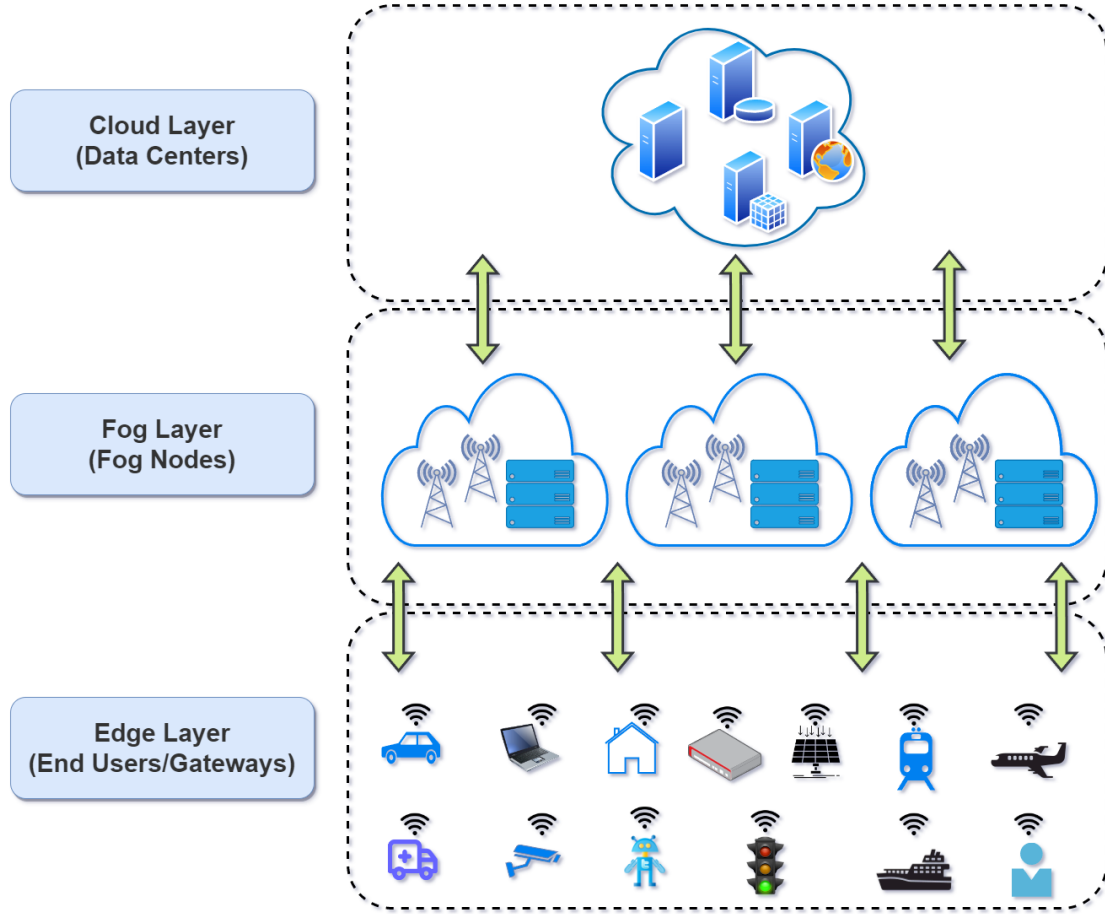 Cloud Layer
(Data Centers)
Fog Layer
(Fog Nodes)
Edge Layer
(End Users/Gateways)